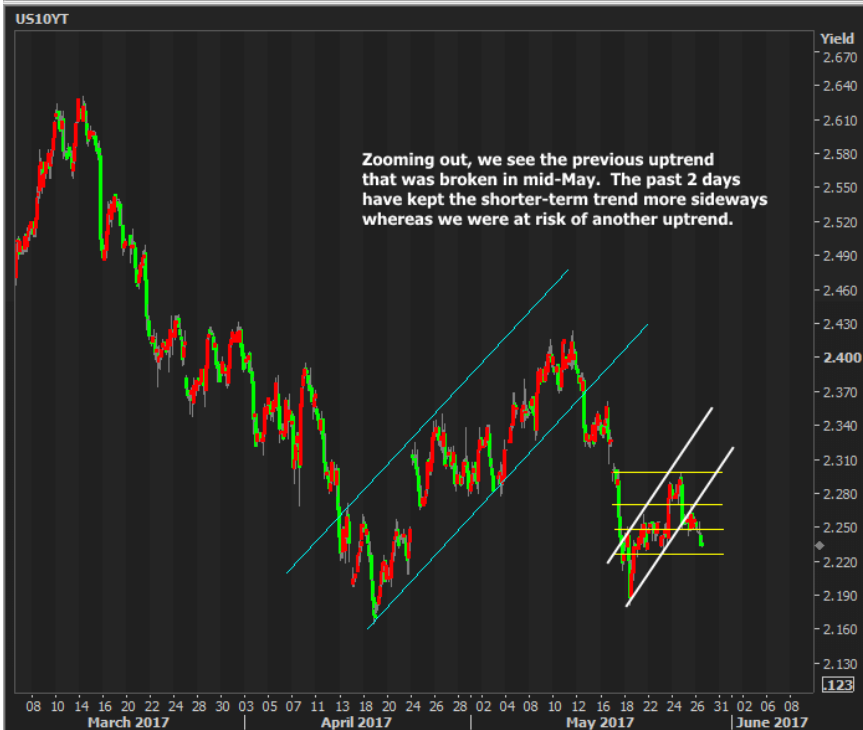 US10YT
Yield
2.670
2.640
2.610
2.580
2.550
2.520
2.490
2.460
2.430
2.400
2.370
2.340
2.310
2.280
2.250
2.220
2.190
2.160
2.130
.123
Zooming out, we see the previous uptrend
that was broken in mid-May. The past 2 days
have kept the shorter-term trend more sideways
whereas we were at risk of another uptrend.
08 10 14 16 20 22 24 28 30 03 05 07 11 13 18 20 24 26 28 02 04 08 10 12 16 18 22 24 26 31 02 06 08
March 2017 April 2017 May 2017 June 2017